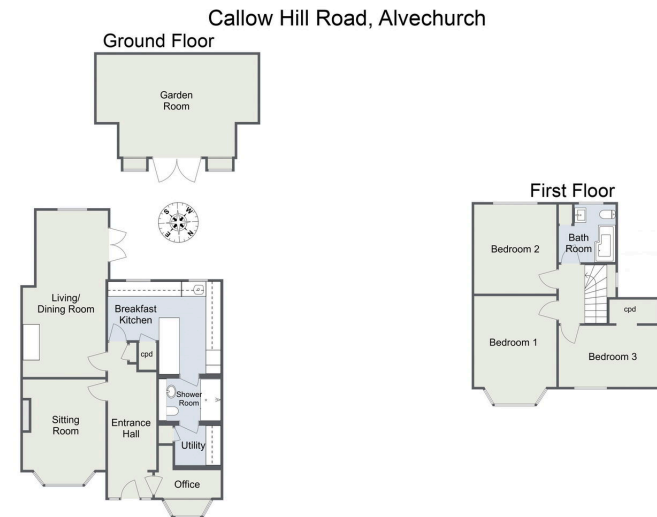 Callow Hill Road, Alvechurch
Ground Floor
Garden
Room
S
W
E
N
First Floor
Living/
Dining Room
Breakfast
Kitchen
cpd
Sitting
Room
Entrance
Hall
Shower
Room
Utility
Office
Bedroom 2
Bath
Room
Bedroom 1
cpd
Bedroom 3